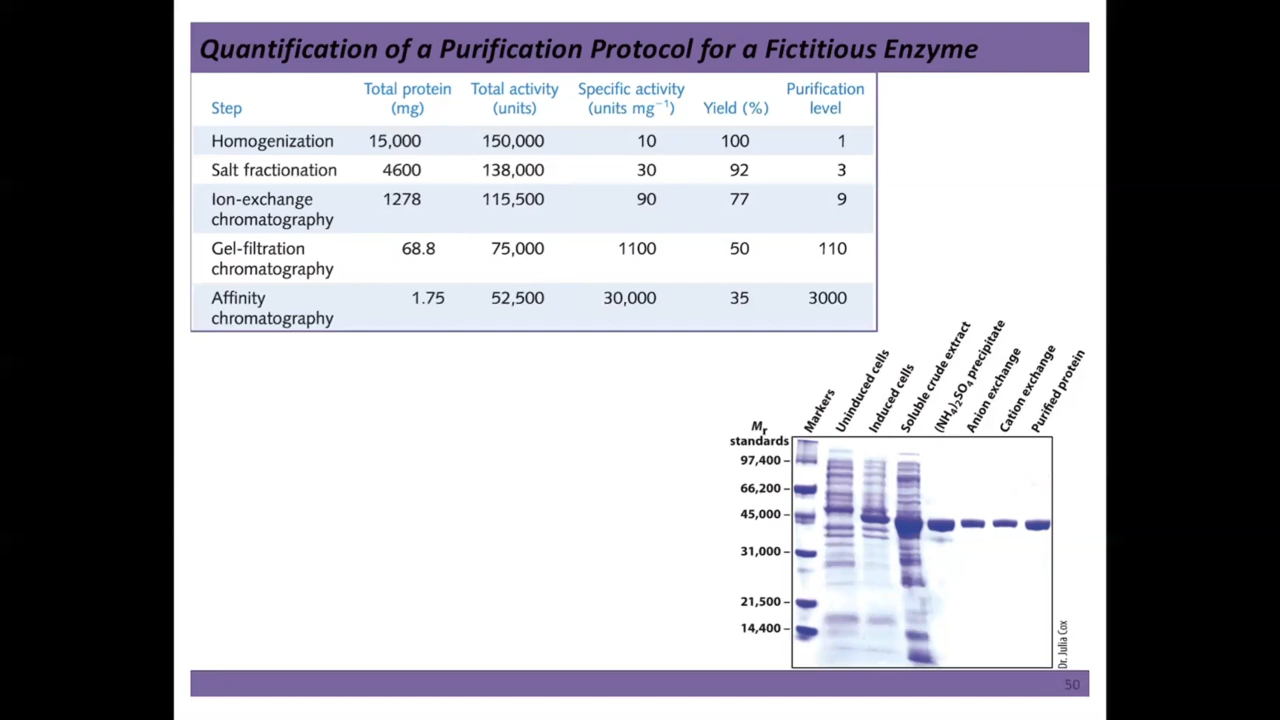 Quantification of a Purification Protocol for a Fictitious Enzyme
Step Total protein (mg) Total activity (units) Specific activity (units mg⁻¹) Yield (%) Purification level
Homogenization 15,000 150,000 10 100 1
Salt fractionation 4600 138,000 30 92 3
Ion-exchange chromatography 1278 115,500 90 77 9
Gel-filtration chromatography 68.8 75,000 1100 50 110
Affinity chromatography 1.75 52,500 30,000 35 3000
Markers
Uninduced cells
Induced cells
Soluble crude extract
(NH₄)₂SO₄ precipitate
Anion exchange
Cation exchange
Purified protein
Mᵣ
standards
97,400
66,200
45,000
31,000
21,500
14,400
Dr. Julia Cox
50